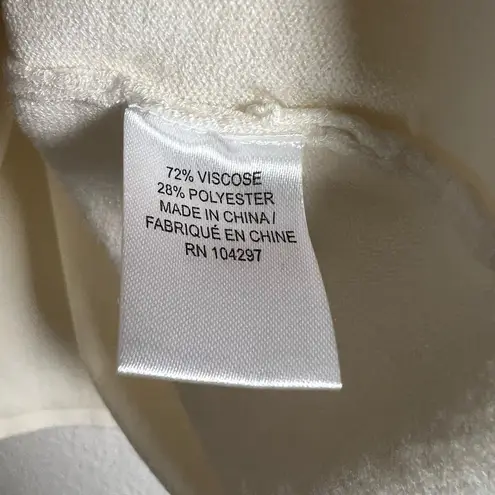 72% VISCOSE
28% POLYESTER
MADE IN CHINA /
FABRIQUÉ EN CHINE
RN 104297